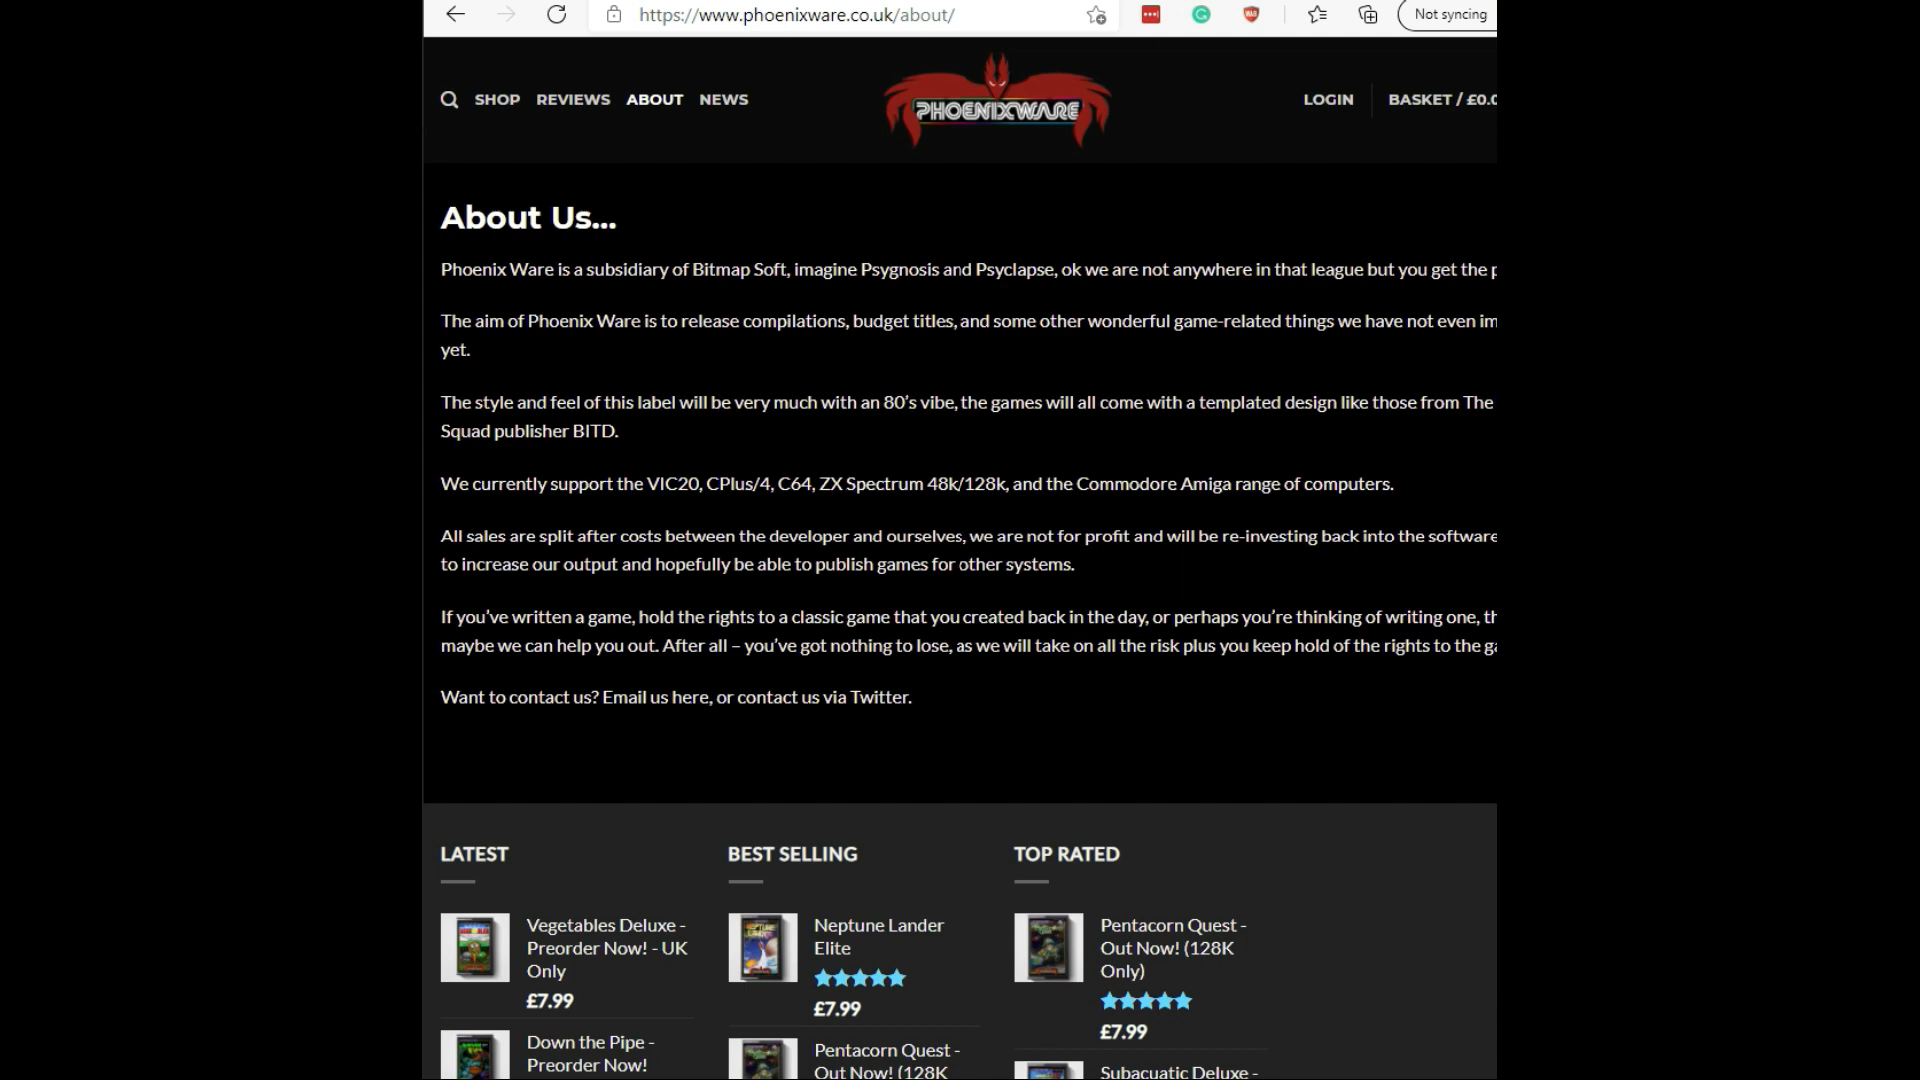 https://www.phoenixware.co.uk/about/
Not syncing
SHOP REVIEWS ABOUT NEWS
PHOENIXWARE
LOGIN
BASKET / £0.0
About Us...
Phoenix Ware is a subsidiary of Bitmap Soft, imagine Psygnosis and Psyclapse, ok we are not anywhere in that league but you get the p
The aim of Phoenix Ware is to release compilations, budget titles, and some other wonderful game-related things we have not even im
yet.
The style and feel of this label will be very much with an 80’s vibe, the games will all come with a templated design like those from The
Squad publisher BITD.
We currently support the VIC20, CPlus/4, C64, ZX Spectrum 48k/128k, and the Commodore Amiga range of computers.
All sales are split after costs between the developer and ourselves, we are not for profit and will be re-investing back into the software
to increase our output and hopefully be able to publish games for other systems.
If you’ve written a game, hold the rights to a classic game that you created back in the day, or perhaps you’re thinking of writing one, th
maybe we can help you out. After all – you’ve got nothing to lose, as we will take on all the risk plus you keep hold of the rights to the ga
Want to contact us? Email us here, or contact us via Twitter.
LATEST
Vegetables Deluxe -
Preorder Now! - UK
Only
£7.99
Down the Pipe -
Preorder Now!
BEST SELLING
Neptune Lander
Elite
£7.99
Pentacorn Quest -
Out Now! (128K
TOP RATED
Pentacorn Quest -
Out Now! (128K
Only)
£7.99
Subacuatic Deluxe -